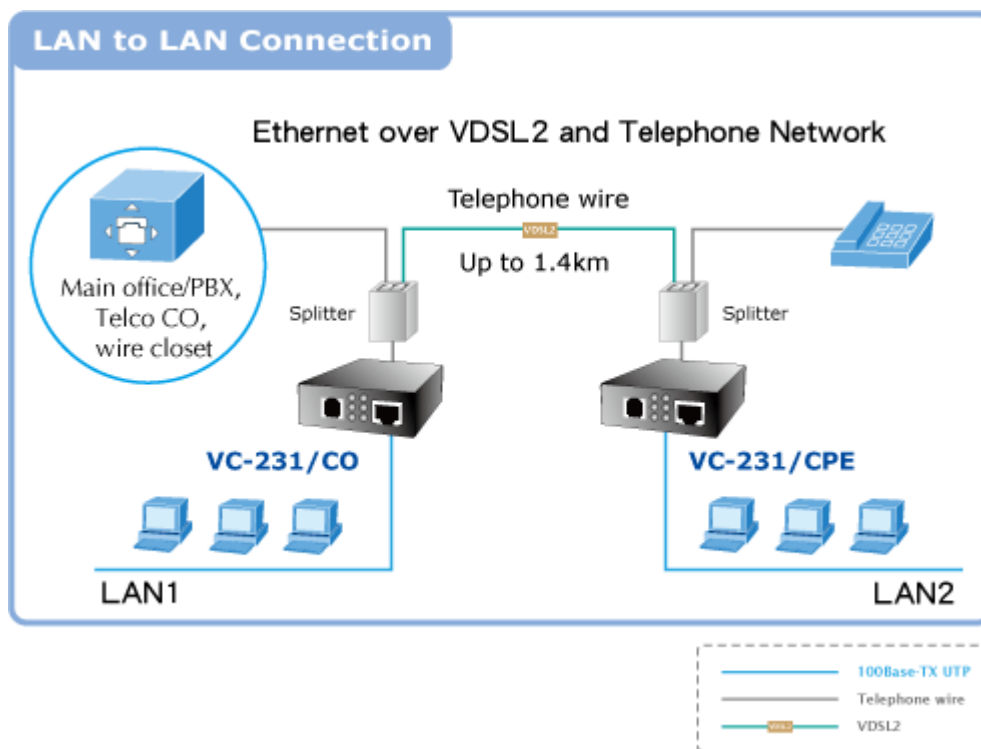 LAN to LAN Connection
Ethernet over VDSL2 and Telephone Network
Telephone wire
VDSL2
Up to 1.4km
Main office/PBX,
Telco CO,
wire closet
Splitter
Splitter
VC-231/CO
VC-231/CPE
LAN1
LAN2
100Base-TX UTP
Telephone wire
VDSL2
VDSL2